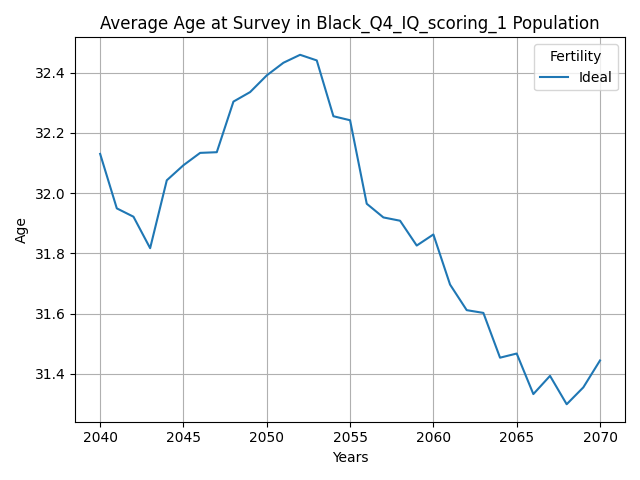 Average Age at Survey in Black_Q4_IQ_scoring_1 Population
Fertility
Ideal
32.4
32.2
32.0
31.8
31.6
31.4
Age
2040 2045 2050 2055 2060 2065 2070
Years